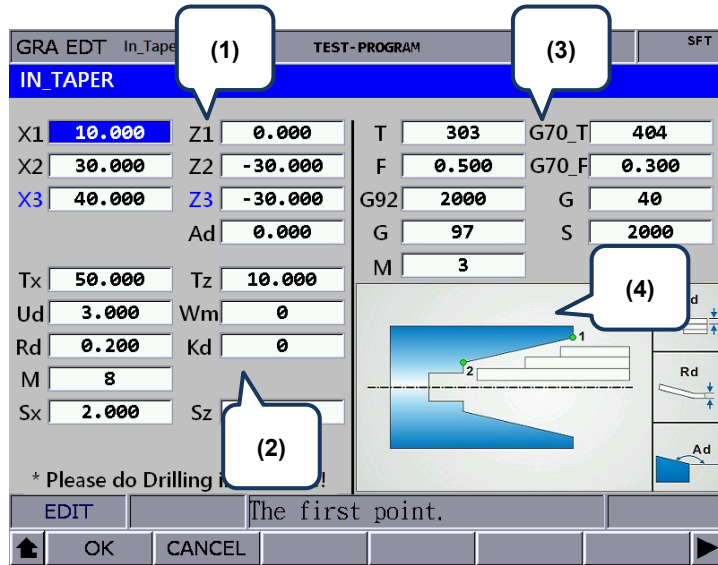 GRA EDT In_Tape (1) TEST-PROGRAM (3) SFT
IN_TAPER
X1 10.000 Z1 0.000 T 303 G70_T 404
X2 30.000 Z2 -30.000 F 0.500 G70_F 0.300
X3 40.000 Z3 -30.000 G92 2000 G 40
Ad 0.000 G 97 S 2000
M 3
Tx 50.000 Tz 10.000
Ud 3.000 Wm 0
Rd 0.200 Kd 0
M 8
Sx 2.000 Sz
(2)
(4)
d
1
2
Rd
Ad
* Please do Drilling i !
EDIT The first point.
OK CANCEL